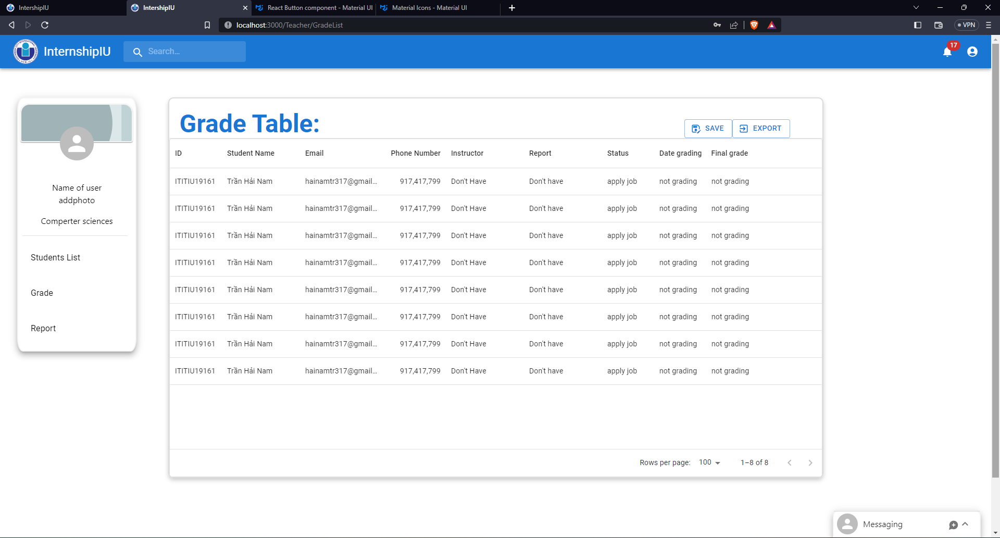 IntershipIU
IntershipIU
React Button component - Material UI
Material Icons - Material UI
localhost:3000/Teacher/GradeList
VPN
InternshipIU
Search…
17
Name of user
addphoto
Comperter sciences
Students List
Grade
Report
Grade Table:
SAVE
EXPORT
ID Student Name Email Phone Number Instructor Report Status Date grading Final grade
ITITIU19161 Trần Hải Nam hainamtr317@gmail... 917,417,799 Don't Have Don't have apply job not grading not grading
ITITIU19161 Trần Hải Nam hainamtr317@gmail... 917,417,799 Don't Have Don't have apply job not grading not grading
ITITIU19161 Trần Hải Nam hainamtr317@gmail... 917,417,799 Don't Have Don't have apply job not grading not grading
ITITIU19161 Trần Hải Nam hainamtr317@gmail... 917,417,799 Don't Have Don't have apply job not grading not grading
ITITIU19161 Trần Hải Nam hainamtr317@gmail... 917,417,799 Don't Have Don't have apply job not grading not grading
ITITIU19161 Trần Hải Nam hainamtr317@gmail... 917,417,799 Don't Have Don't have apply job not grading not grading
ITITIU19161 Trần Hải Nam hainamtr317@gmail... 917,417,799 Don't Have Don't have apply job not grading not grading
ITITIU19161 Trần Hải Nam hainamtr317@gmail... 917,417,799 Don't Have Don't have apply job not grading not grading
Rows per page: 100 1–8 of 8
Messaging